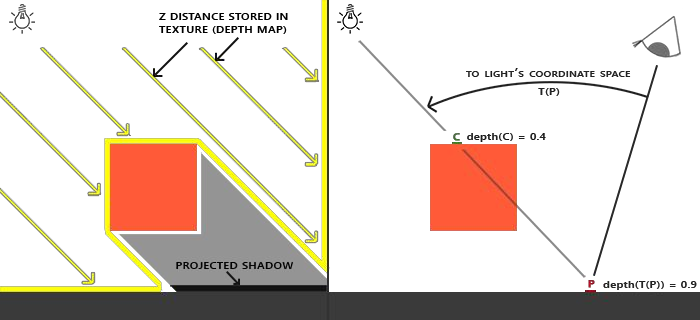 Z DISTANCE STORED IN
TEXTURE (DEPTH MAP)
PROJECTED SHADOW
TO LIGHT'S COORDINATE SPACE
T(P)
C depth(C) = 0.4
P depth(T(P)) = 0.9